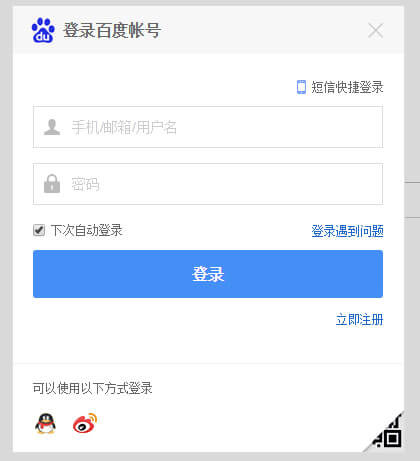 du 登录百度帐号
短信快捷登录
手机/邮箱/用户名
密码
下次自动登录 登录遇到问题
登录
立即注册
可以使用以下方式登录